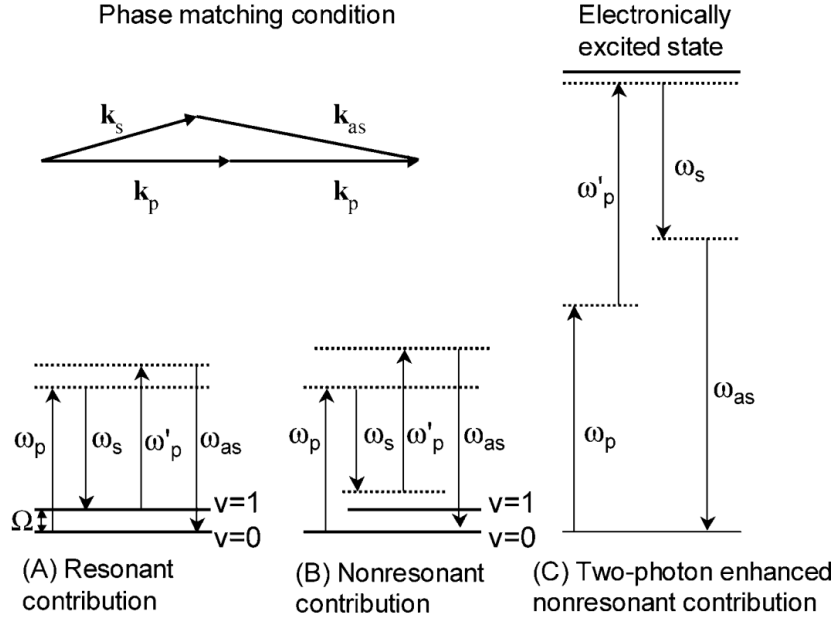 Phase matching condition
Electronically
excited state
k_s
k_as
k_p
k_p
ω'_p
ω_s
ω_as
ω_p
ω_p
ω_s
ω'_p
ω_as
Ω
v=1
v=0
ω_p
ω_s
ω'_p
ω_as
v=1
v=0
(A) Resonant
contribution
(B) Nonresonant
contribution
(C) Two-photon enhanced
nonresonant contribution